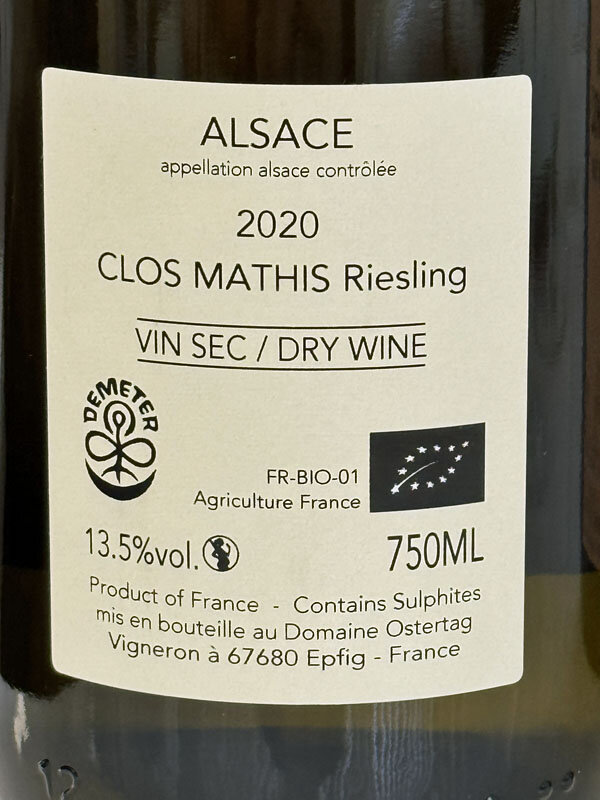 ALSACE
appellation alsace contrôlée
2020
CLOS MATHIS Riesling
VIN SEC / DRY WINE
DEMETER
FR-BIO-01
Agriculture France
13.5%vol.
750ML
Product of France - Contains Sulphites
mis en bouteille au Domaine Ostertag
Vigneron à 67680 Epfig - France